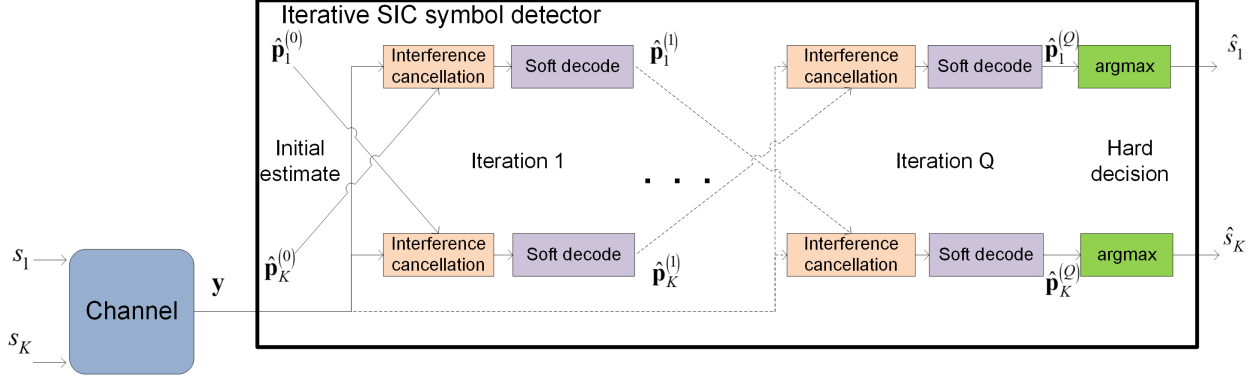 Iterative SIC symbol detector
p̂₁⁽⁰⁾
Interference
cancellation
Soft decode
p̂₁⁽¹⁾
Interference
cancellation
Soft decode
p̂₁⁽Q⁾
argmax
ŝ₁
Initial
estimate
Iteration 1
. . .
Iteration Q
Hard
decision
s₁
p̂_K⁽⁰⁾
Interference
cancellation
Soft decode
p̂_K⁽¹⁾
Interference
cancellation
Soft decode
p̂_K⁽Q⁾
argmax
ŝ_K
y
Channel
s_K